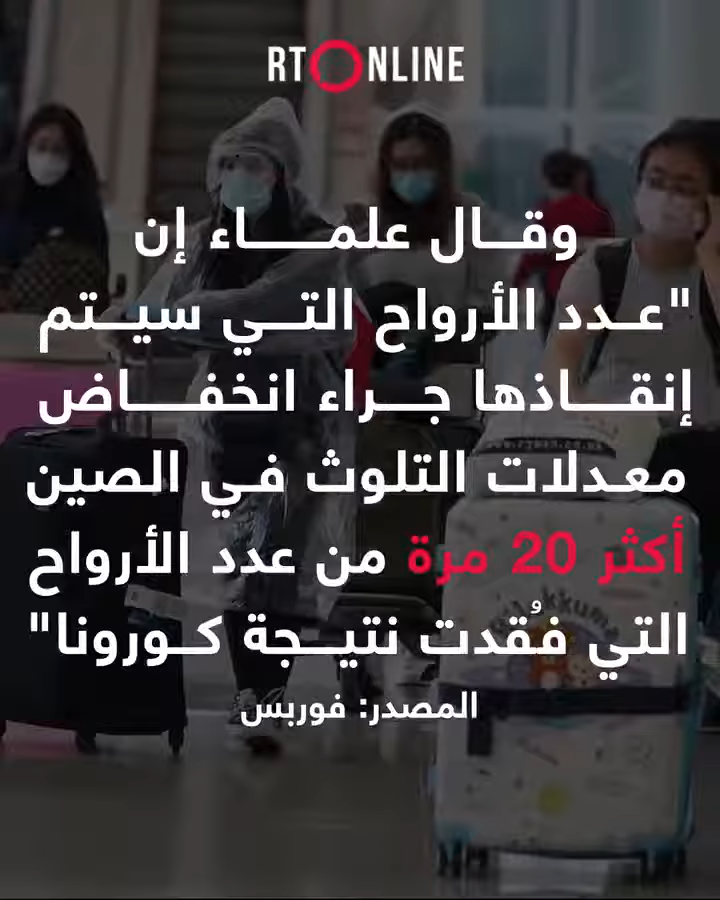 RTONLINE
وقال علماء إن
"عدد الأرواح التي سيتم
إنقاذها جراء انخفاض
معدلات التلوث في الصين
أكثر 20 مرة من عدد الأرواح
التي فُقدت نتيجة كورونا"
المصدر: فوربس